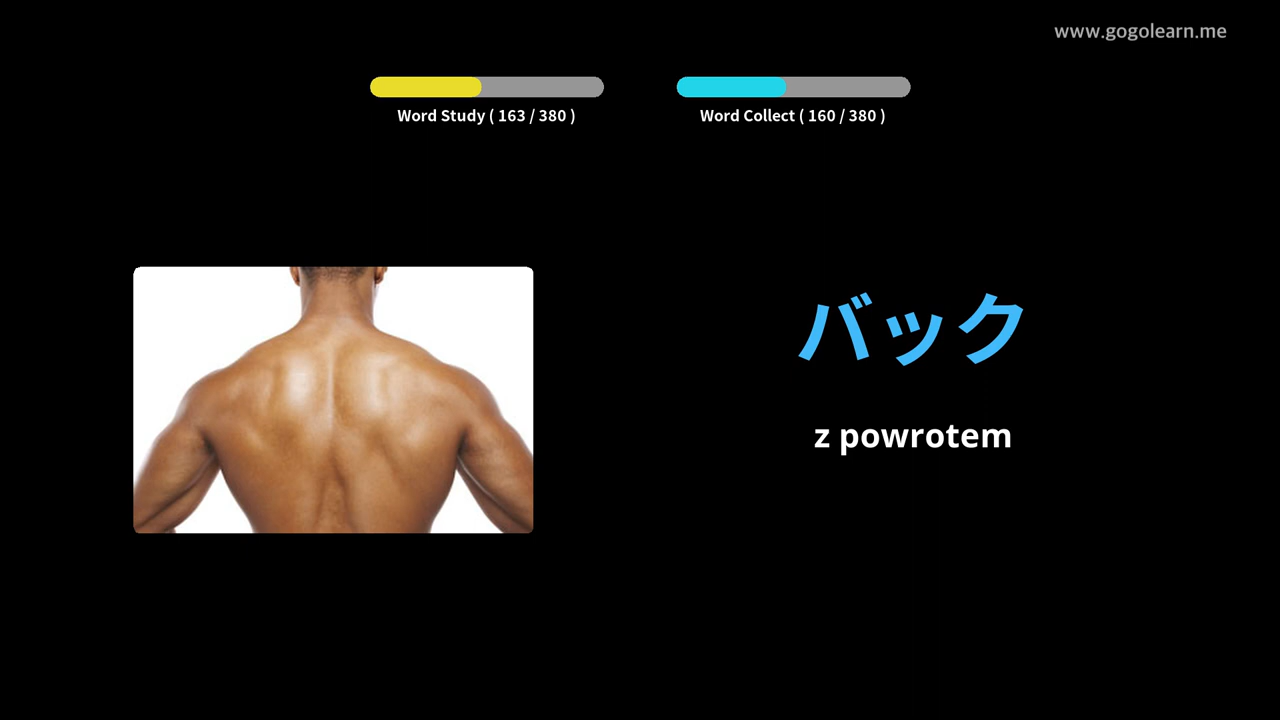 www.gogolearn.me
Word Study ( 163 / 380 )
Word Collect ( 160 / 380 )
バック
z powrotem